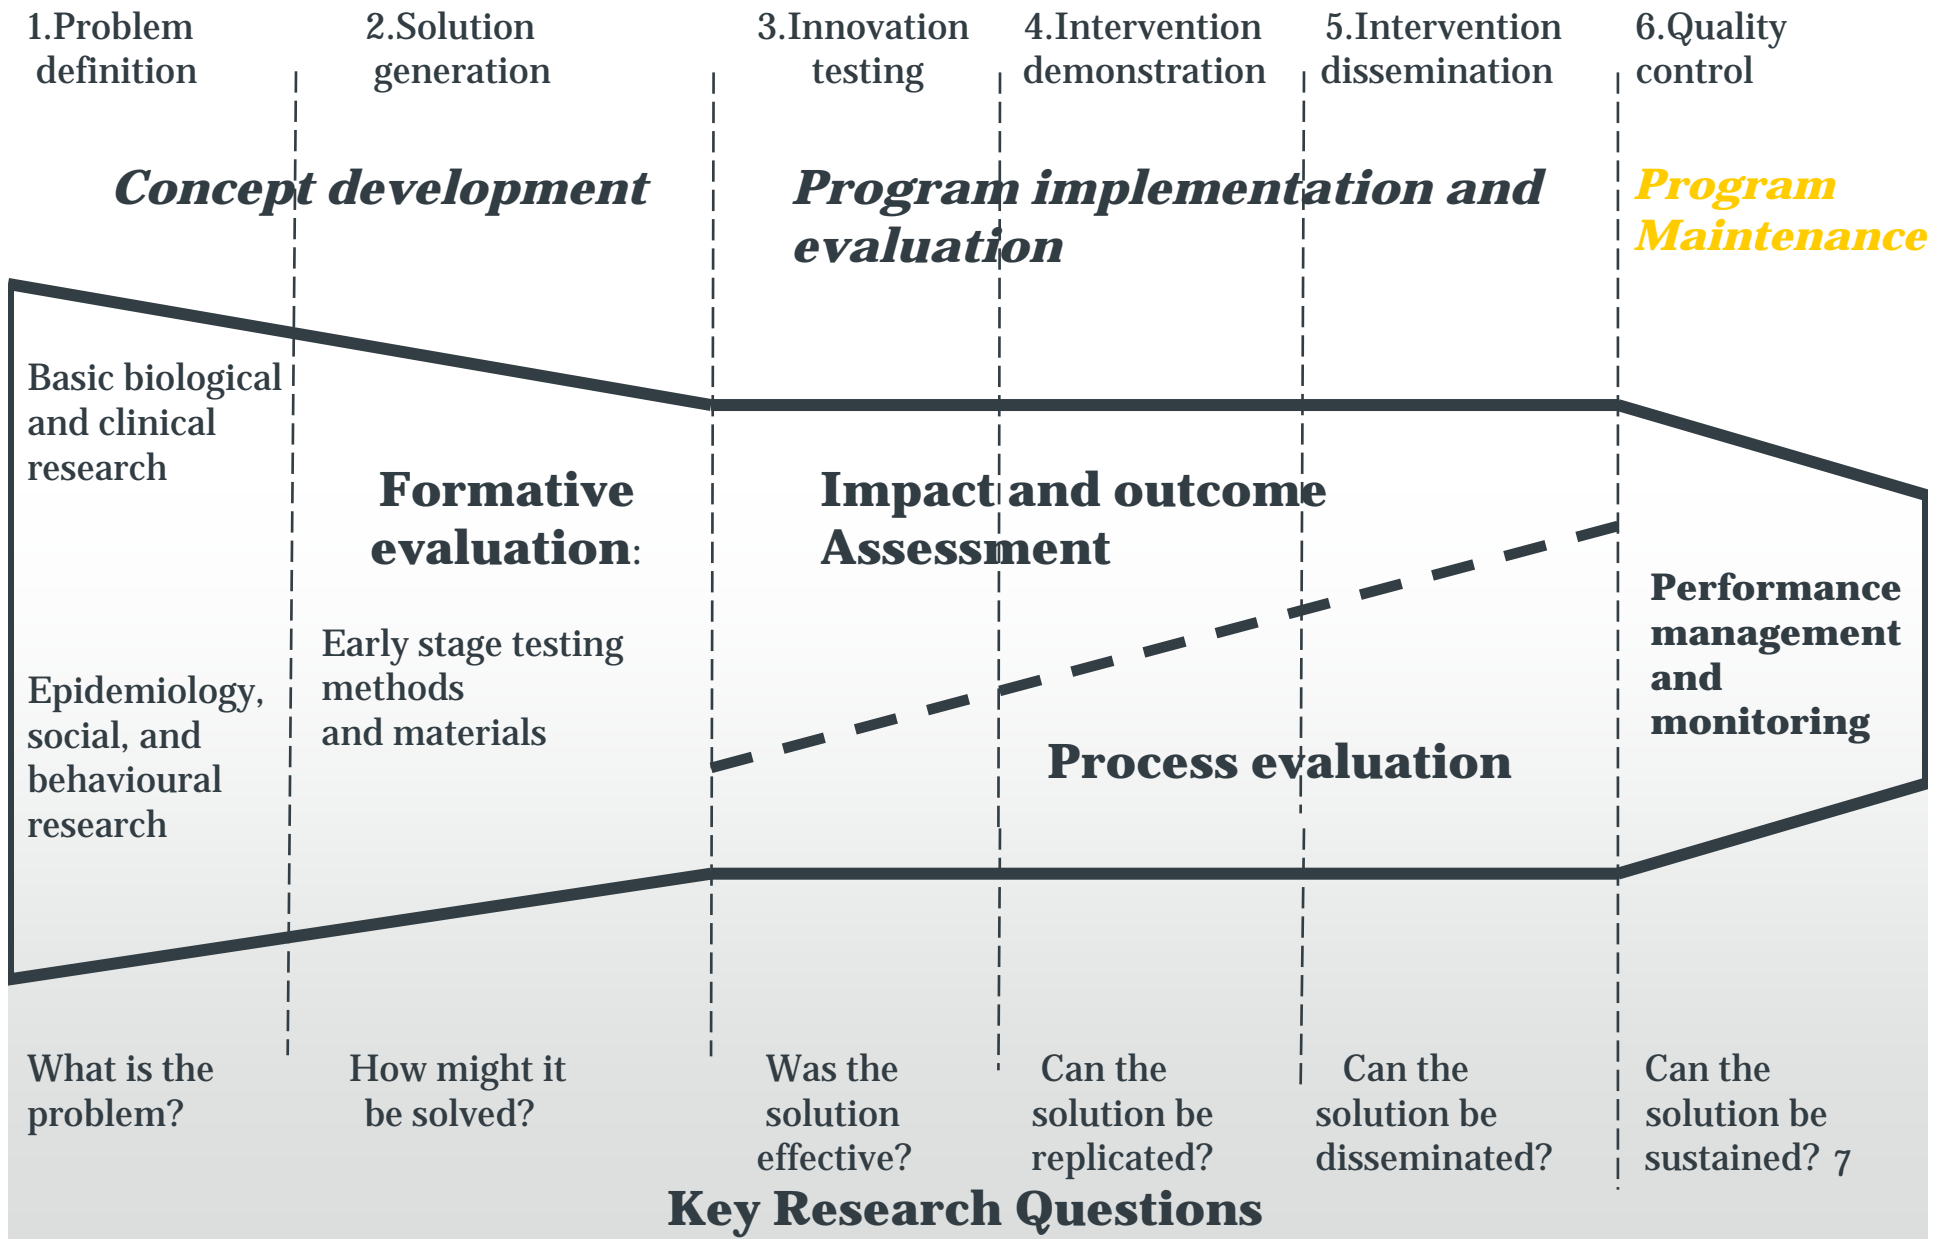 1.Problem
definition
2.Solution
generation
3.Innovation
testing
4.Intervention
demonstration
5.Intervention
dissemination
6.Quality
control
Concept development
Program implementation and
evaluation
Program
Maintenance
Basic biological
and clinical
research
Epidemiology,
social, and
behavioural
research
Formative
evaluation:
Early stage testing
methods
and materials
Impact and outcome
Assessment
Process evaluation
Performance
management
and
monitoring
What is the
problem?
How might it
be solved?
Was the
solution
effective?
Can the
solution be
replicated?
Can the
solution be
disseminated?
Can the
solution be
sustained? 7
Key Research Questions